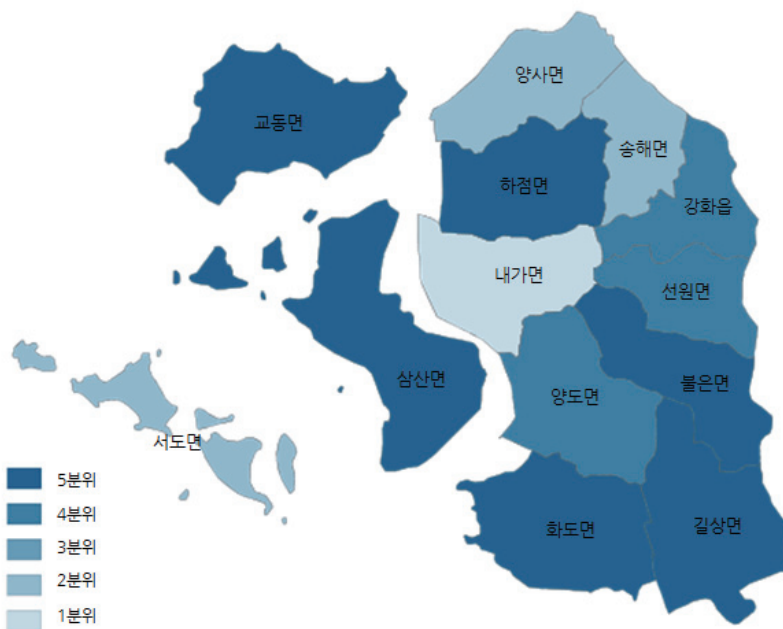 양사면
교동면
송해면
하점면
강화읍
내가면
선원면
삼산면
불은면
양도면
서도면
화도면
길상면
5분위
4분위
3분위
2분위
1분위